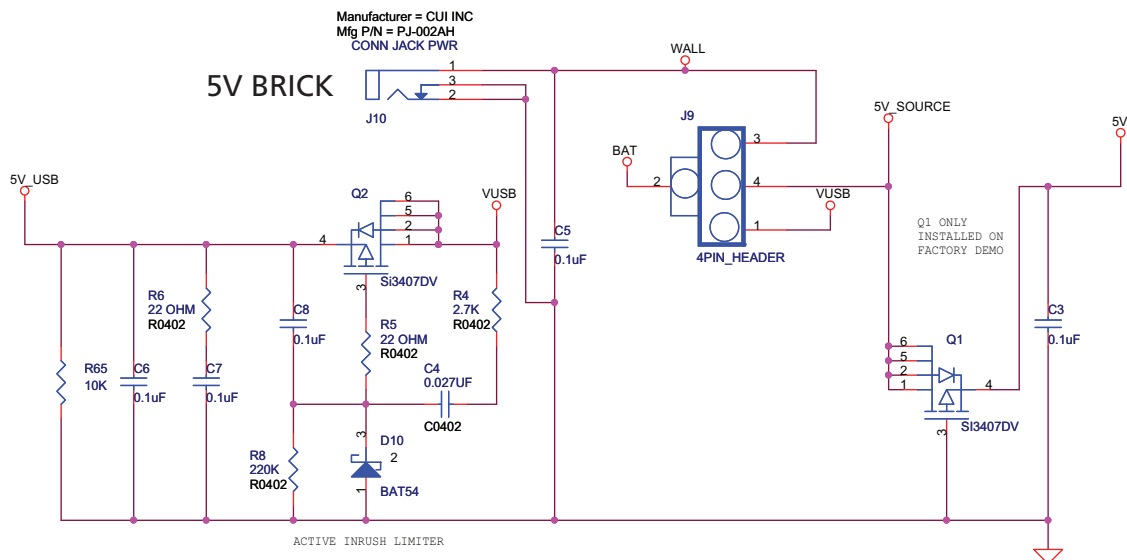 Manufacturer = CUI INC
Mfg P/N = PJ-002AH
CONN JACK PWR
5V BRICK
1
3
2
J10
WALL
J9
3
BAT
2
4
VUSB
1
4PIN_HEADER
5V_SOURCE
5V
5V_USB
Q2
6
5
2
1
4
Si3407DV
3
VUSB
C5
0.1uF
Q1 ONLY
INSTALLED ON
FACTORY DEMO
R6
22 OHM
R0402
C8
0.1uF
R5
22 OHM
R0402
R4
2.7K
R0402
C3
0.1uF
Q1
6
5
2
1
4
SI3407DV
3
R65
10K
C6
0.1uF
C7
0.1uF
C4
0.027UF
C0402
R8
220K
R0402
3
D10
2
1
BAT54
ACTIVE INRUSH LIMITER